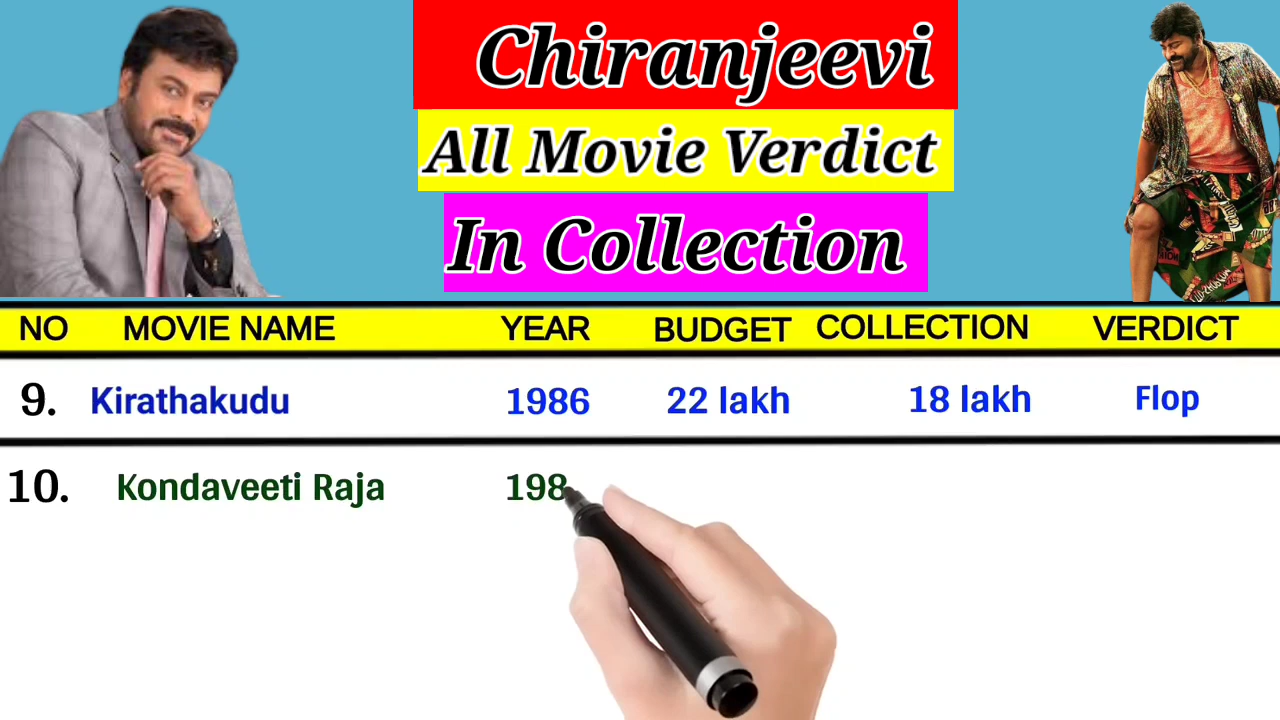 Chiranjeevi
All Movie Verdict
In Collection
NO MOVIE NAME YEAR BUDGET COLLECTION VERDICT
9. Kirathakudu 1986 22 lakh 18 lakh Flop
10. Kondaveeti Raja 198